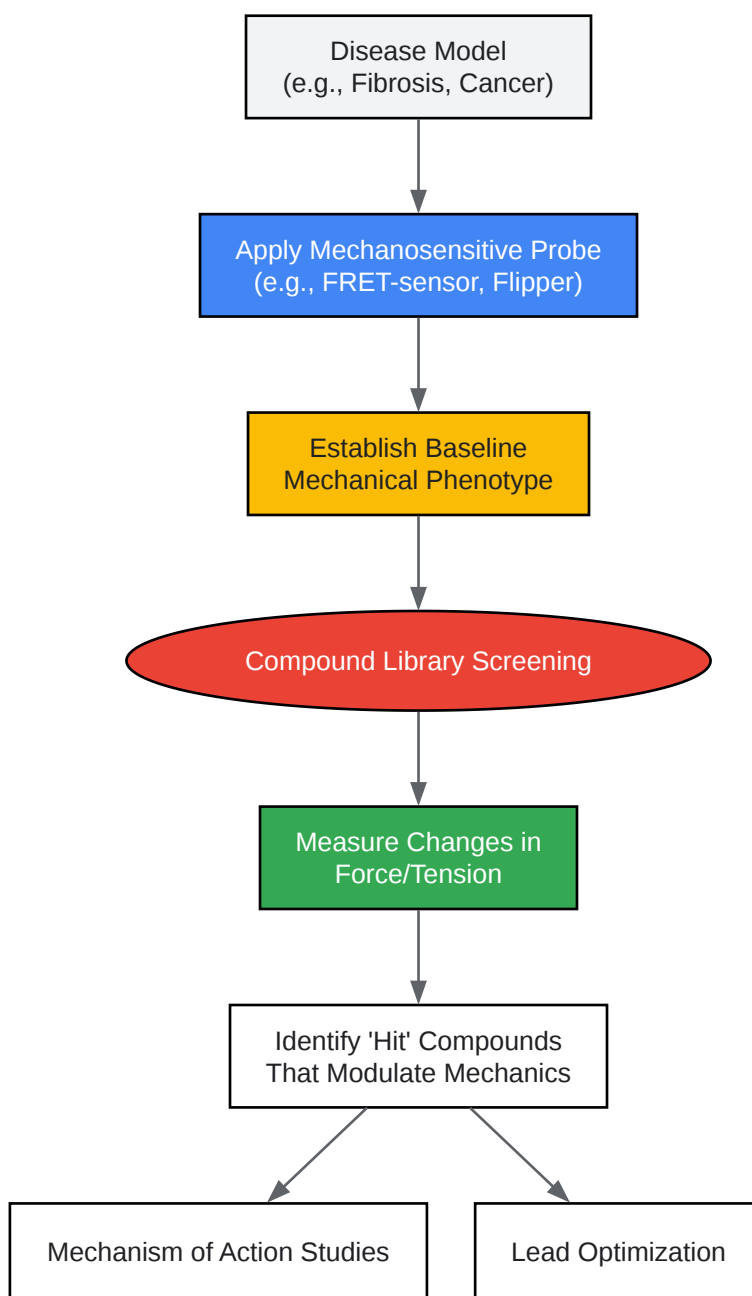 Disease Model
(e.g., Fibrosis, Cancer)
Apply Mechanosensitive Probe
(e.g., FRET-sensor, Flipper)
Establish Baseline
Mechanical Phenotype
Compound Library Screening
Measure Changes in
Force/Tension
Identify 'Hit' Compounds
That Modulate Mechanics
Mechanism of Action Studies
Lead Optimization